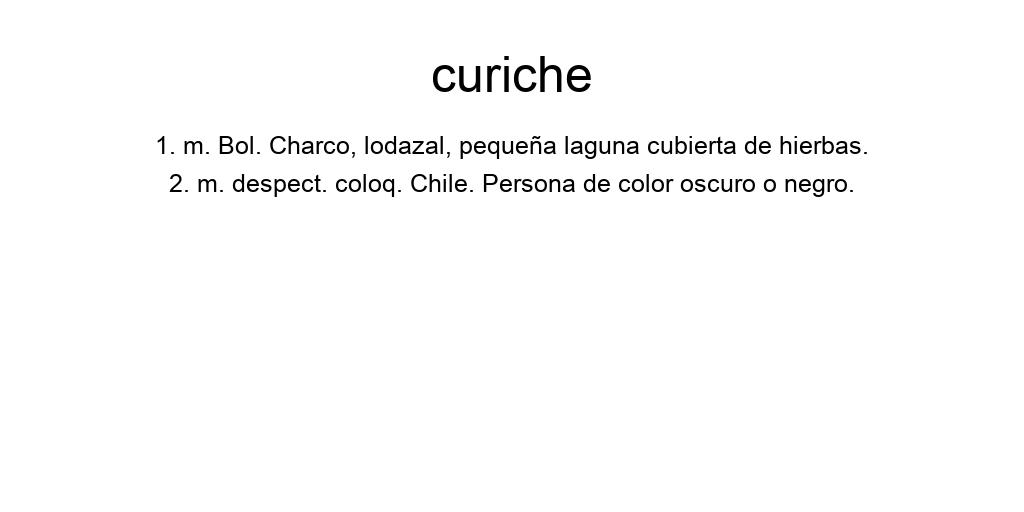 curiche
1. m. Bol. Charco, lodazal, pequeña laguna cubierta de hierbas.
2. m. despect. coloq. Chile. Persona de color oscuro o negro.